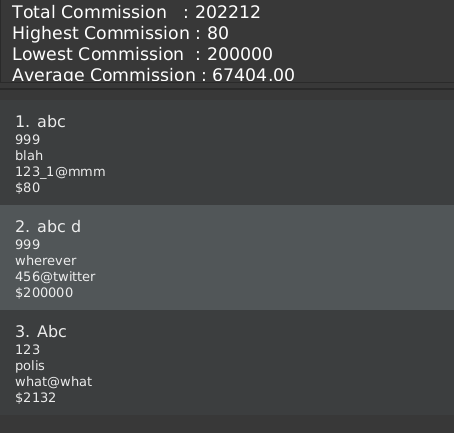 Total Commission : 202212
Highest Commission : 80
Lowest Commission : 200000
Average Commission : 67404.00
1. abc
999
blah
123_1@mmm
$80
2. abc d
999
wherever
456@twitter
$200000
3. Abc
123
polis
what@what
$2132